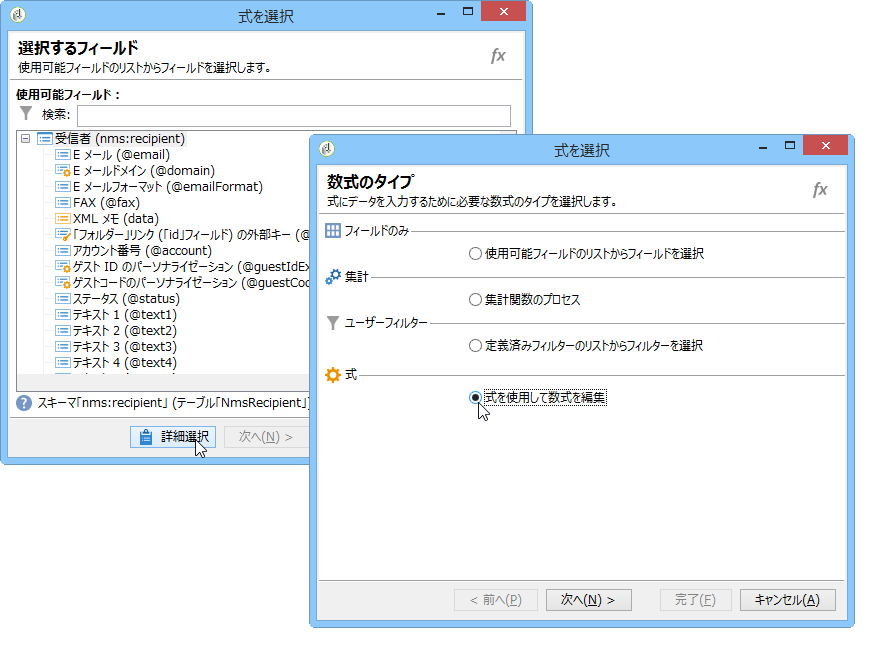 式を選択
選択するフィールド
使用可能フィールドのリストからフィールドを選択します。
fx
使用可能フィールド：
検索:
受信者 (nms:recipient)
E メール (@email)
E メールドメイン (@domain)
E メールフォーマット (@emailFormat)
FAX (@fax)
XML メモ (data)
「フォルダー」リンク (「id」フィールド) の外部キー (@
アカウント番号 (@account)
ゲスト ID のパーソナライゼーション (@guestIdEx
ゲストコードのパーソナライゼーション (@guestCoc
ステータス (@status)
テキスト 1 (@text1)
テキスト 2 (@text2)
テキスト 3 (@text3)
テキスト 4 (@text4)
スキーマ「nms:recipient」 (テーブル「NmsRecipient」)
詳細選択
次へ(N) >
式を選択
数式のタイプ
式にデータを入力するために必要な数式のタイプを選択します。
fx
フィールドのみ
使用可能フィールドのリストからフィールドを選択
集計
集計関数のプロセス
ユーザーフィルター
定義済みフィルターのリストからフィルターを選択
式
式を使用して数式を編集
< 前へ(P)
次へ(N) >
完了(F)
キャンセル(A)